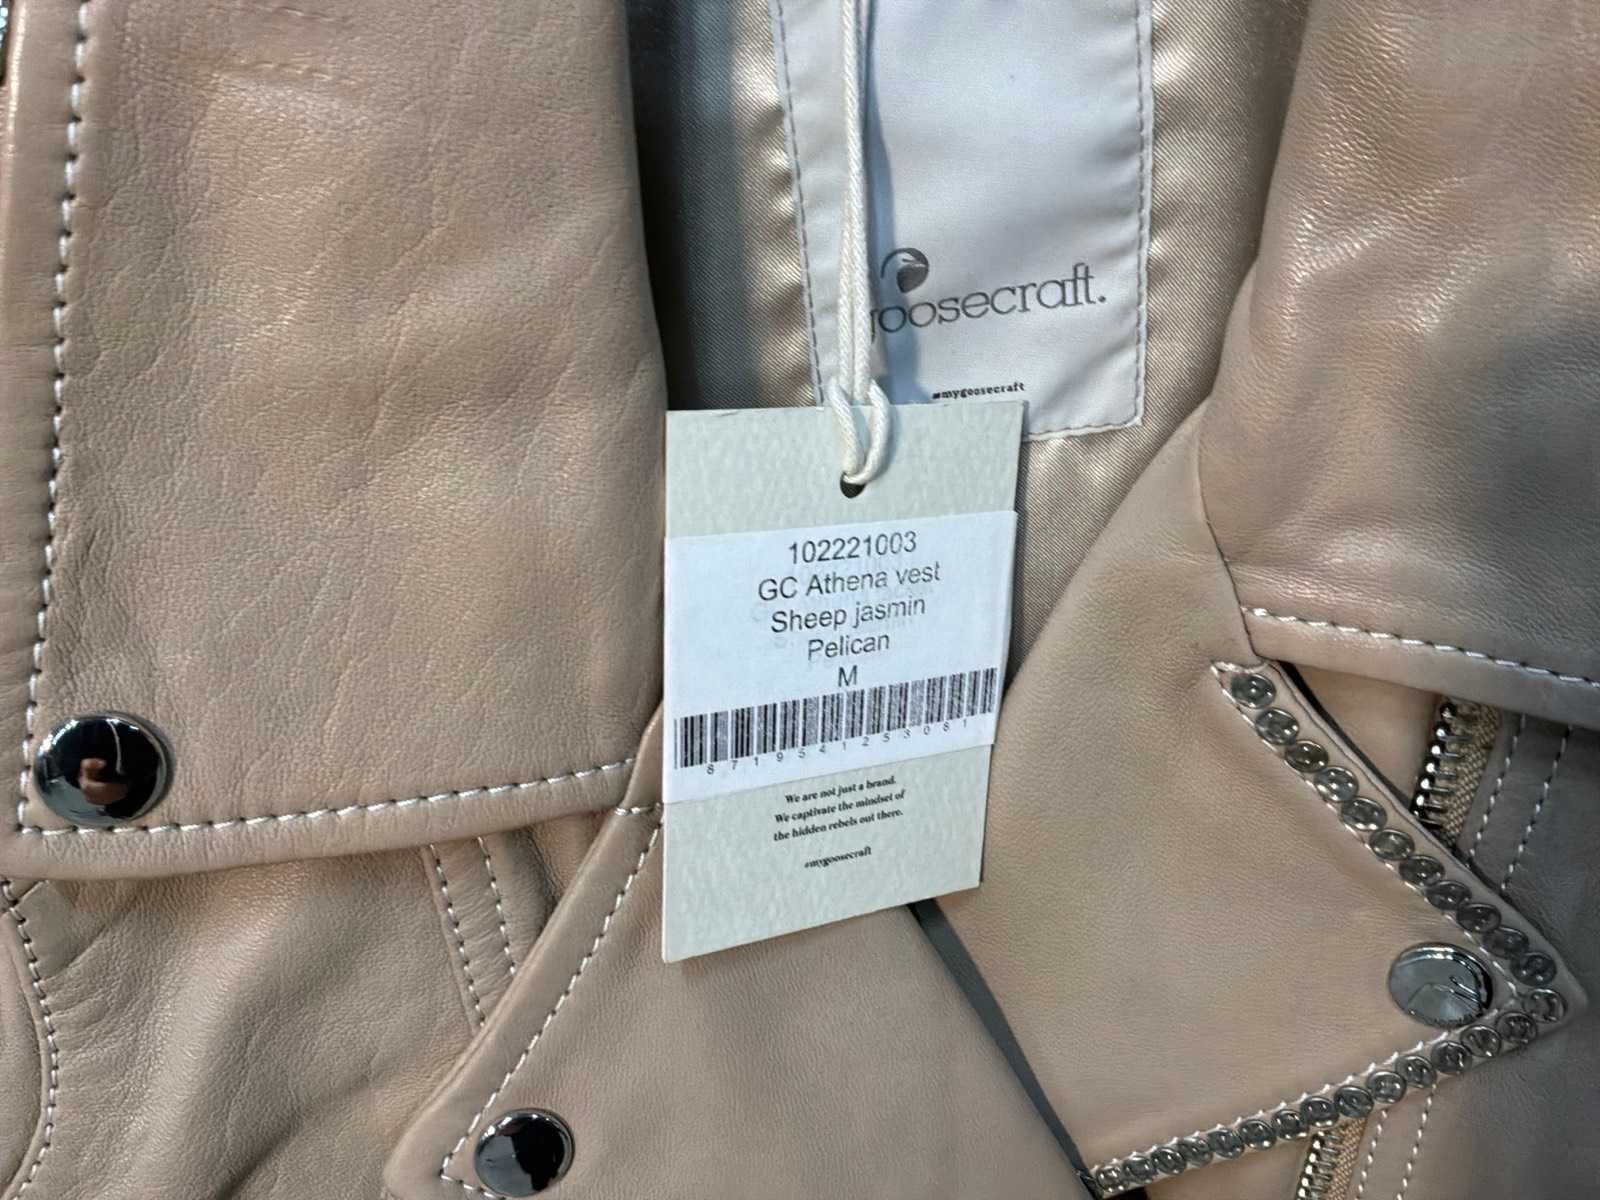 goosecraft.
#mygoosecraft
102221003
GC Athena vest
Sheep jasmin
Pelican
M
8719541253081
We are not just a brand.
We captivate the mindset of
the hidden rebels out there.
#mygoosecraft